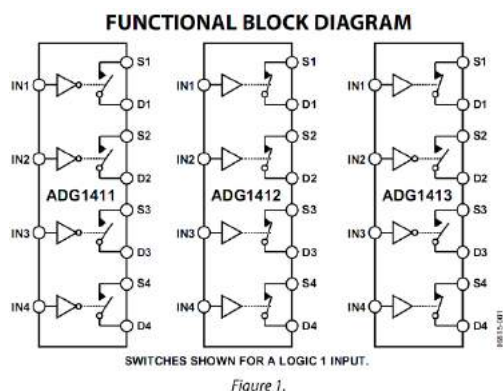 FUNCTIONAL BLOCK DIAGRAM
IN1
S1
D1
IN2
S2
D2
ADG1411
IN3
S3
D3
IN4
S4
D4
IN1
S1
D1
IN2
S2
D2
ADG1412
IN3
S3
D3
IN4
S4
D4
IN1
S1
D1
IN2
S2
D2
ADG1413
IN3
S3
D3
IN4
S4
D4
SWITCHES SHOWN FOR A LOGIC 1 INPUT.
Figure 1.